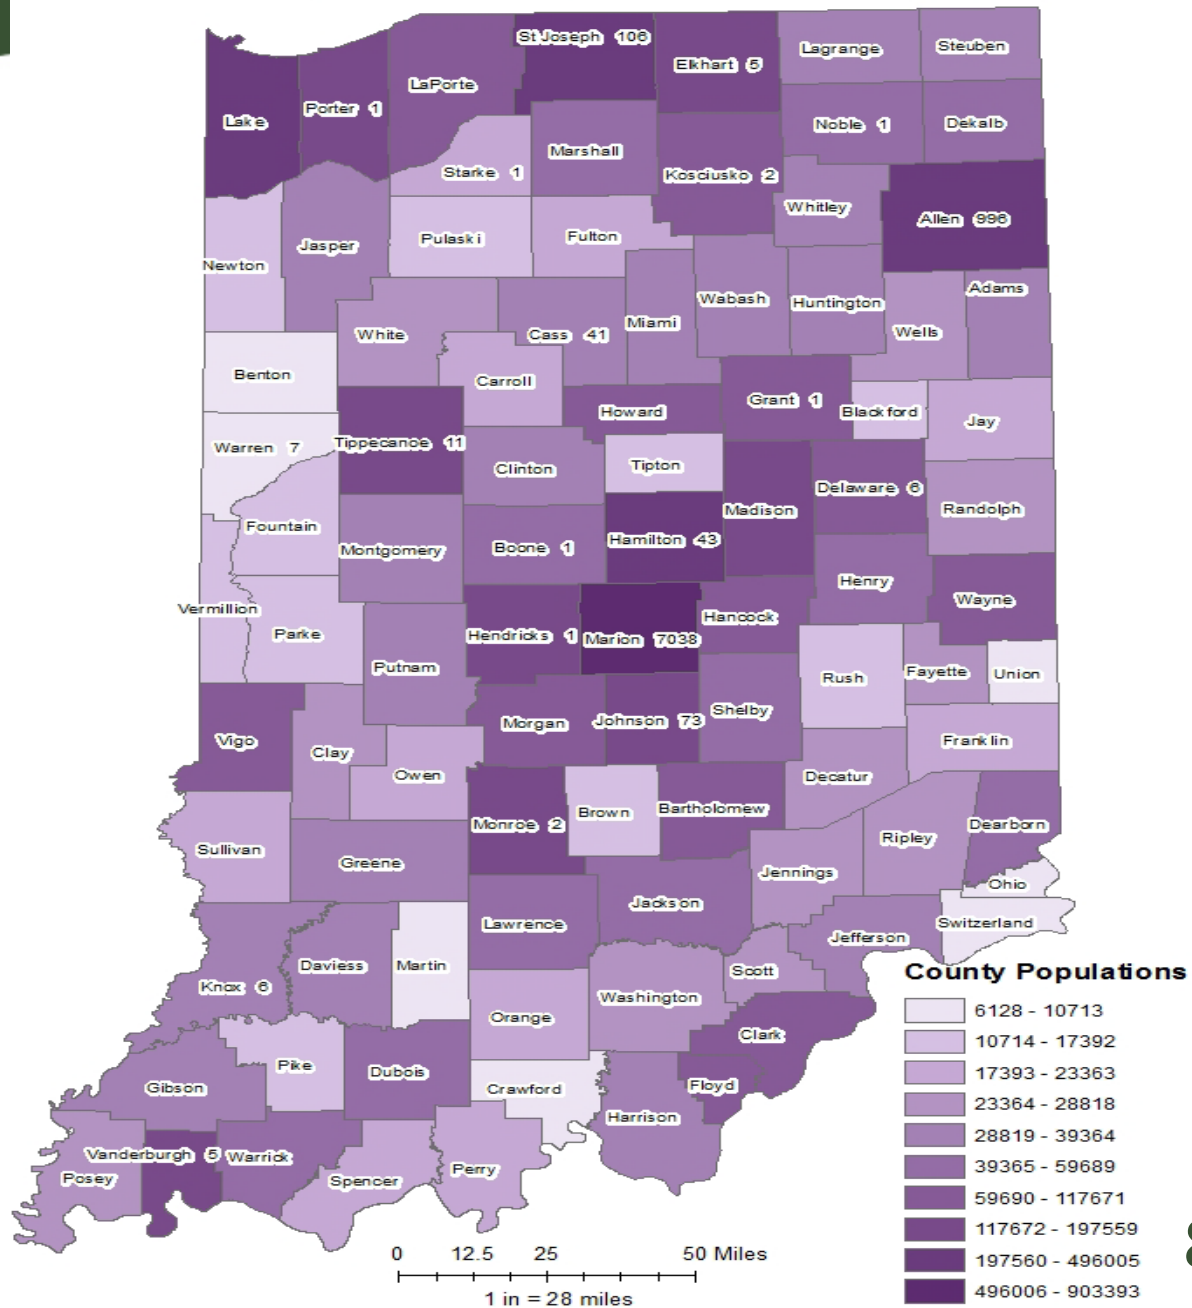 St Joseph 106
Elkhart 5
Lagrange
Steuben
LaPorte
Porter 1
Lake
Noble 1
Dekalb
Marshall
Starke 1
Kosciusko 2
Whitley
Allen 996
Pulaski
Fulton
Jasper
Newton
Adams
Wabash
Huntington
Miami
Wells
White
Cass 41
Benton
Carroll
Grant 1
Blackford
Howard
Jay
Warren 7
Tippecanoe 11
Clinton
Tipton
Delaware 6
Madison
Randolph
Fountain
Montgomery
Boone 1
Hamilton 43
Henry
Wayne
Vermillion
Parke
Hendricks 1
Marion 7038
Hancock
Putnam
Rush
Fayette
Union
Morgan
Johnson 73
Shelby
Vigo
Clay
Franklin
Owen
Decatur
Brown
Bartholomew
Monroe 2
Dearborn
Ripley
Sullivan
Greene
Jennings
Ohio
Jackson
Lawrence
Switzerland
Jefferson
Daviess
Martin
Scott
Knox 6
Washington
Orange
Clark
Pike
Dubois
Gibson
Crawford
Floyd
Harrison
Vanderburgh 5
Warrick
Posey
Spencer
Perry
County Populations
6128 - 10713
10714 - 17392
17393 - 23363
23364 - 28818
28819 - 39364
39365 - 59689
59690 - 117671
117672 - 197559
197560 - 496005
496006 - 903393
0 12.5 25 50 Miles
1 in = 28 miles